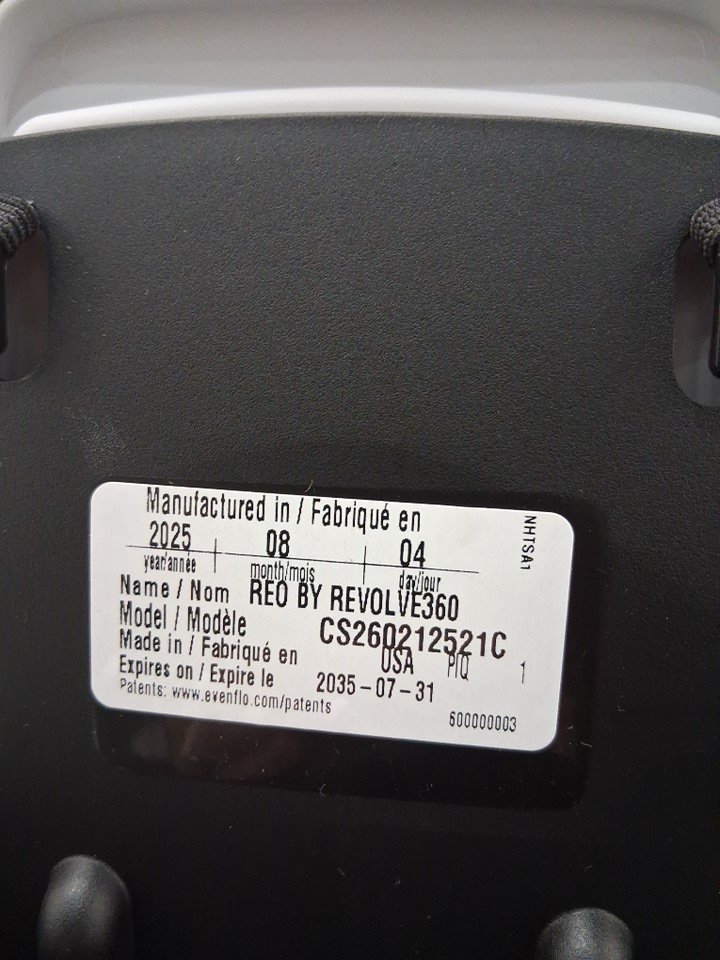 Manufactured in / Fabriqué en
2025 08 04
year/année month/mois day/jour
Name / Nom REO BY REVOLVE360
Model / Modèle CS260212521C
Made in / Fabriqué en USA PIQ 1
Expires on / Expire le 2035-07-31
Patents: www.evenflo.com/patents
600000003
NHTSA1